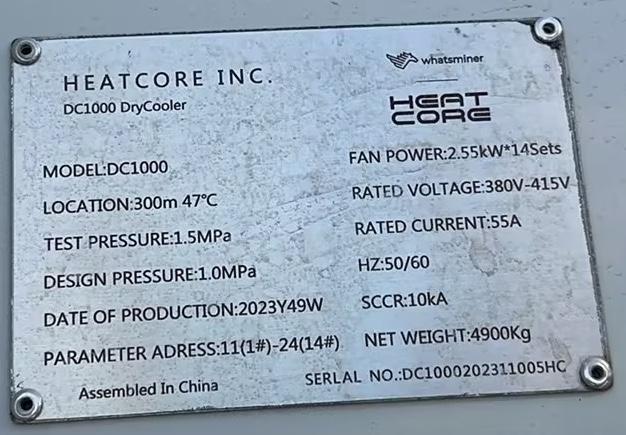 HEATCORE INC.
DC1000 DryCooler
whatsminer
HEAT
CORE
MODEL:DC1000
LOCATION:300m 47℃
TEST PRESSURE:1.5MPa
DESIGN PRESSURE:1.0MPa
DATE OF PRODUCTION:2023Y49W
PARAMETER ADRESS:11(1#)-24(14#)
Assembled In China
FAN POWER:2.55kW*14Sets
RATED VOLTAGE:380V-415V
RATED CURRENT:55A
HZ:50/60
SCCR:10kA
NET WEIGHT:4900Kg
SERLAL NO.:DC1000202311005HC